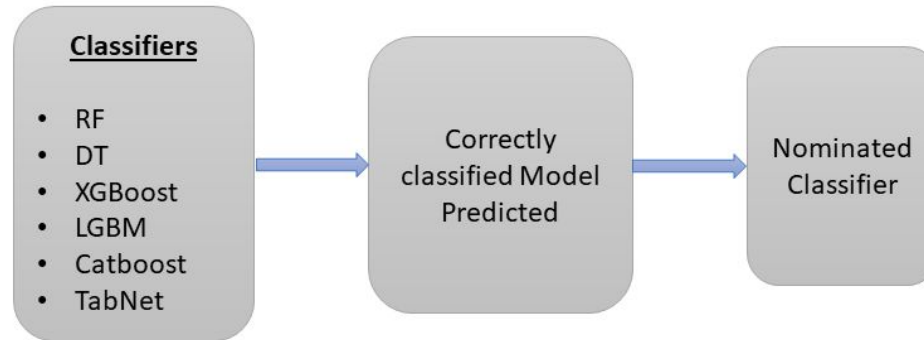 Classifiers
• RF
• DT
• XGBoost
• LGBM
• Catboost
• TabNet
Correctly
classified Model
Predicted
Nominated
Classifier